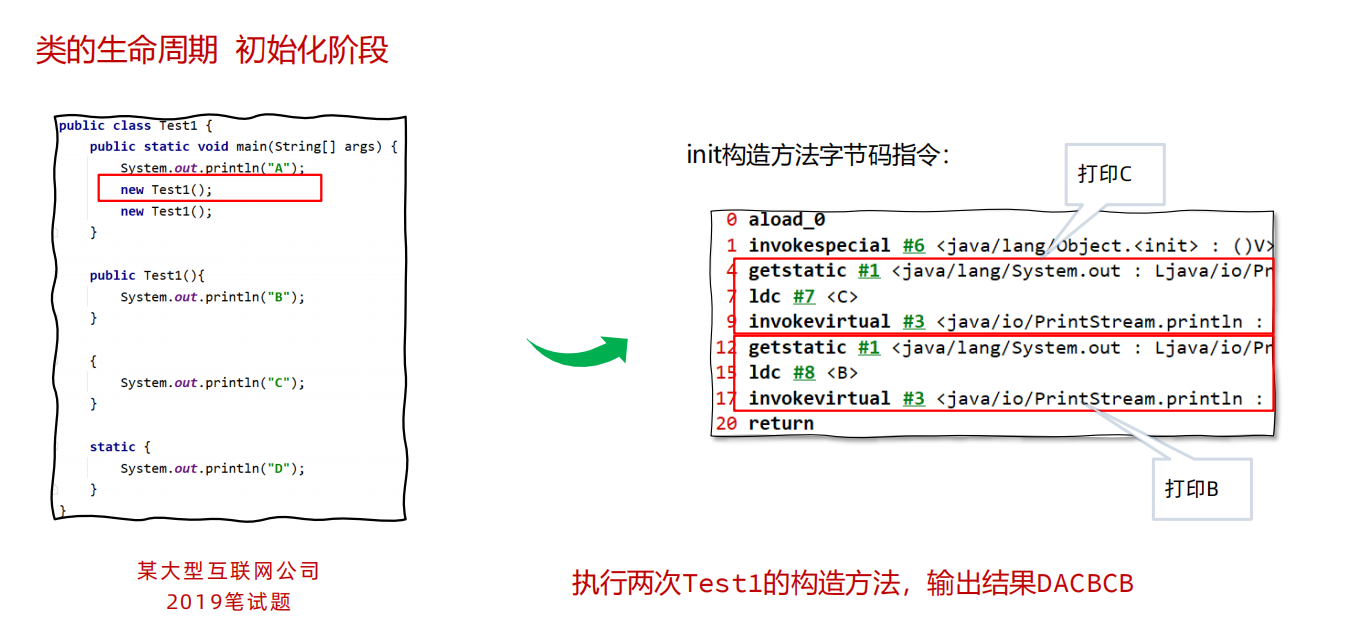 类的生命周期 初始化阶段
public class Test1 {
public static void main(String[] args) {
System.out.println("A");
new Test1();
new Test1();
}
public Test1(){
System.out.println("B");
}
{
System.out.println("C");
}
static {
System.out.println("D");
}
}
某大型互联网公司
2019笔试题
init构造方法字节码指令：
打印C
0 aload_0
1 invokespecial #6 <java/lang/Object.<init> : ()V>
4 getstatic #1 <java/lang/System.out : Ljava/io/Pr
7 ldc #7 <C>
9 invokevirtual #3 <java/io/PrintStream.println :
12 getstatic #1 <java/lang/System.out : Ljava/io/Pr
15 ldc #8 <B>
17 invokevirtual #3 <java/io/PrintStream.println :
20 return
打印B
执行两次Test1的构造方法，输出结果DACBCB